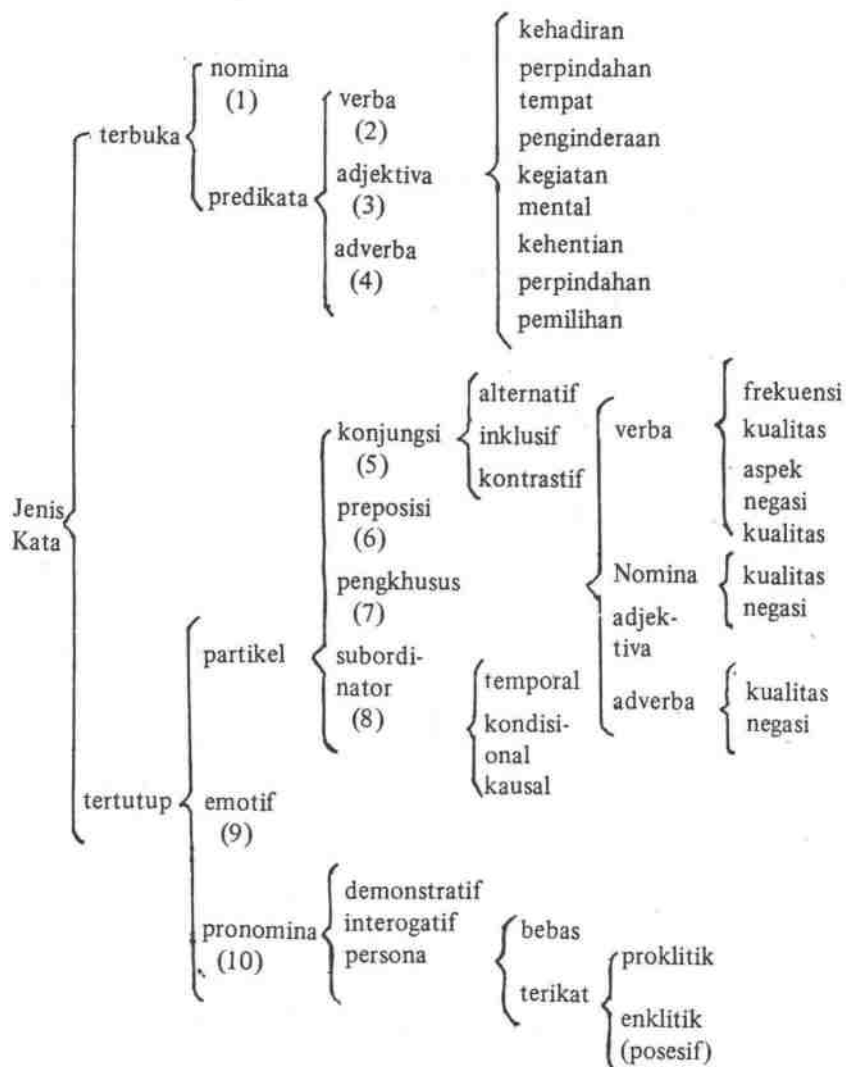 Jenis
Kata
terbuka
nomina
(1)
predikata
verba
(2)
adjektiva
(3)
adverba
(4)
kehadiran
perpindahan
tempat
penginderaan
kegiatan
mental
kehentian
perpindahan
pemilihan
tertutup
partikel
konjungsi
(5)
alternatif
inklusif
kontrastif
preposisi
(6)
pengkhusus
(7)
verba
frekuensi
kualitas
aspek
negasi
kualitas
Nomina
kualitas
negasi
adjek-
tiva
adverba
kualitas
negasi
subordi-
nator
(8)
temporal
kondisi-
onal
kausal
emotif
(9)
pronomina
(10)
demonstratif
interogatif
persona
bebas
terikat
proklitik
enklitik
(posesif)